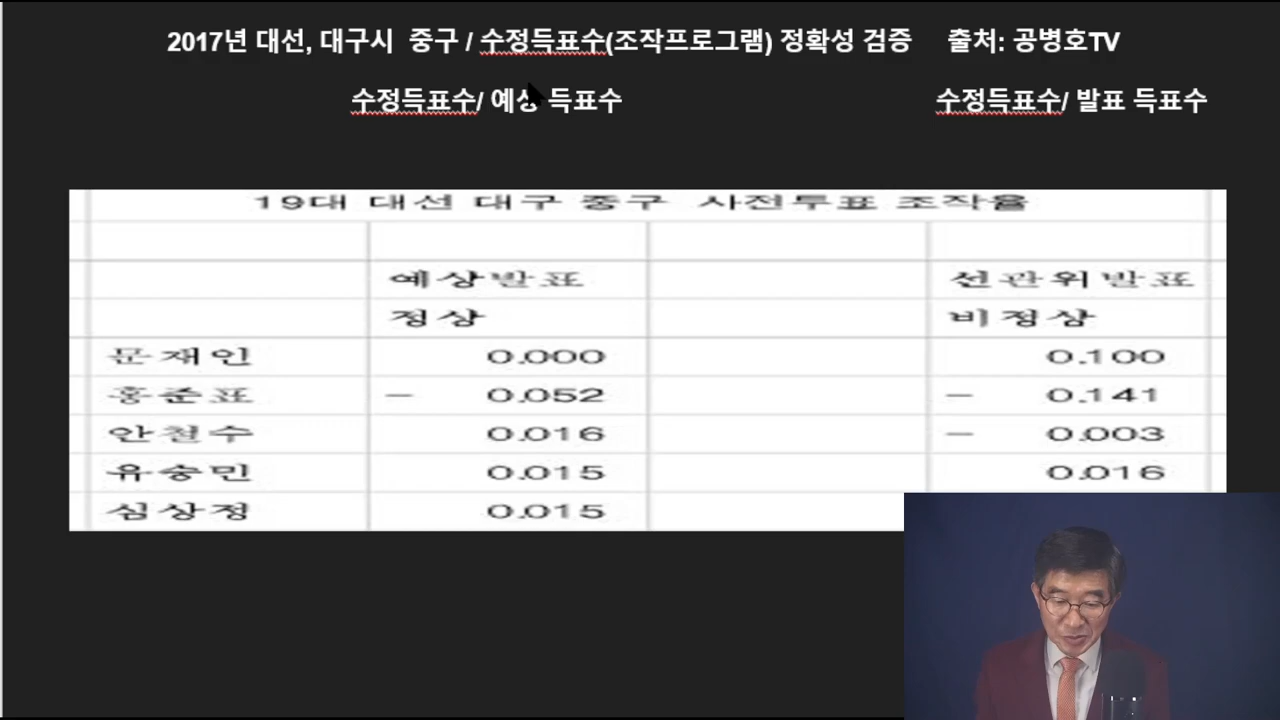 2017년 대선, 대구시 중구 / 수정득표수(조작프로그램) 정확성 검증 출처: 공병호TV
수정득표수/ 예상 득표수 수정득표수/ 발표 득표수
19대 대선 대구 중구 사전투표 조작율
예상발표 선관위발표
정상 비정상
문재인 0.000 0.100
홍준표 - 0.052 - 0.141
안철수 0.016 - 0.003
유승민 0.015 0.016
심상정 0.015